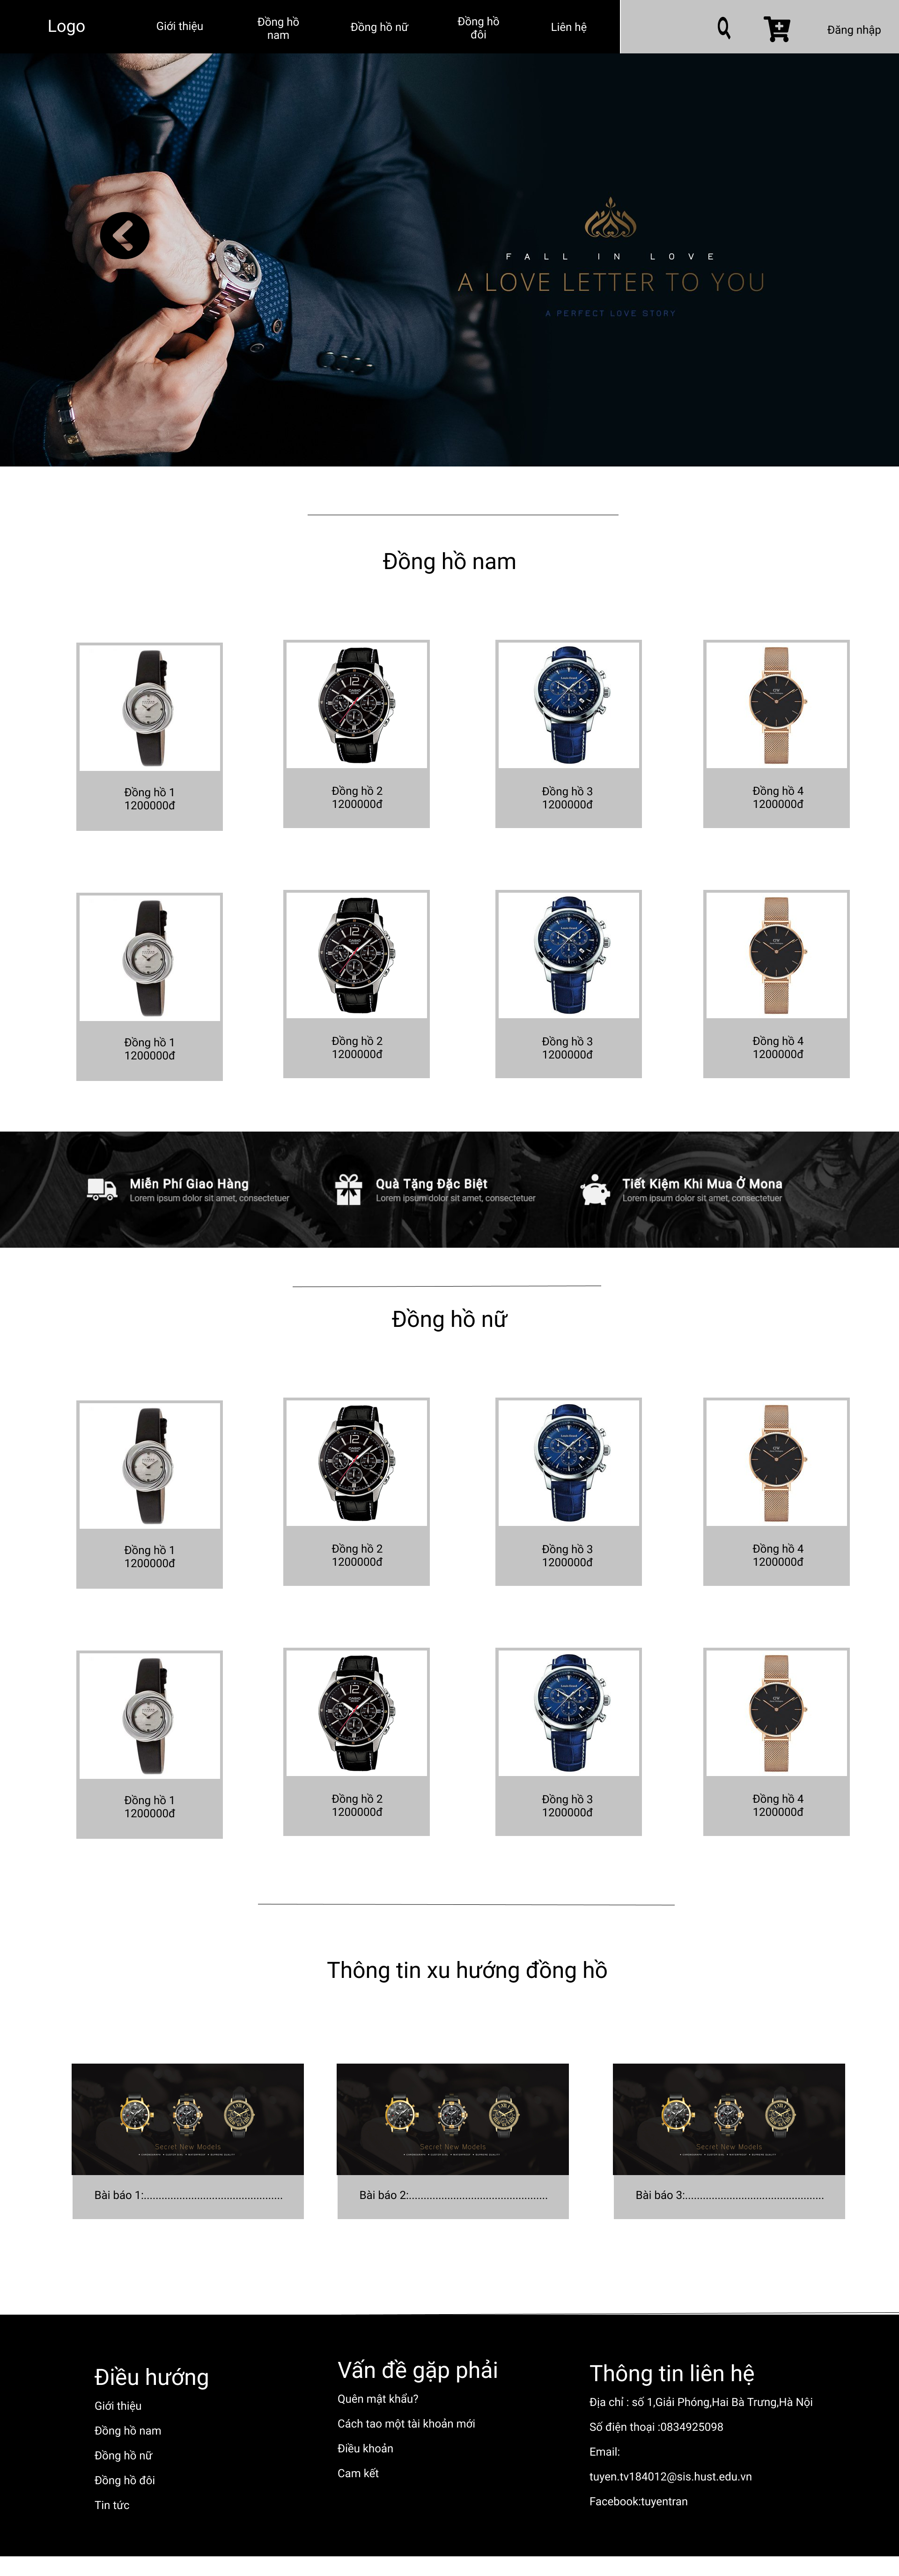 Logo
Giới thiệu
Đồng hồ
nam
Đồng hồ nữ
Đồng hồ
đôi
Liên hệ
Đăng nhập
FALL IN LOVE
A LOVE LETTER TO YOU
A PERFECT LOVE STORY
Đồng hồ nam
Đồng hồ 1
1200000đ
Đồng hồ 2
1200000đ
Đồng hồ 3
1200000đ
Đồng hồ 4
1200000đ
Đồng hồ 1
1200000đ
Đồng hồ 2
1200000đ
Đồng hồ 3
1200000đ
Đồng hồ 4
1200000đ
Miễn Phí Giao Hàng
Lorem ipsum dolor sit amet, consectetuer
Quà Tặng Đặc Biệt
Lorem ipsum dolor sit amet, consectetuer
Tiết Kiệm Khi Mua Ở Mona
Lorem ipsum dolor sit amet, consectetuer
Đồng hồ nữ
Đồng hồ 1
1200000đ
Đồng hồ 2
1200000đ
Đồng hồ 3
1200000đ
Đồng hồ 4
1200000đ
Đồng hồ 1
1200000đ
Đồng hồ 2
1200000đ
Đồng hồ 3
1200000đ
Đồng hồ 4
1200000đ
Thông tin xu hướng đồng hồ
Secret New Models
Bài báo 1:...............................................
Secret New Models
Bài báo 2:...............................................
Secret New Models
Bài báo 3:...............................................
Điều hướng
Giới thiệu
Đồng hồ nam
Đồng hồ nữ
Đồng hồ đôi
Tin tức
Vấn đề gặp phải
Quên mật khẩu?
Cách tao một tài khoản mới
Điều khoản
Cam kết
Thông tin liên hệ
Địa chỉ : số 1,Giải Phóng,Hai Bà Trưng,Hà Nội
Số điện thoại :0834925098
Email:
tuyen.tv184012@sis.hust.edu.vn
Facebook:tuyentran